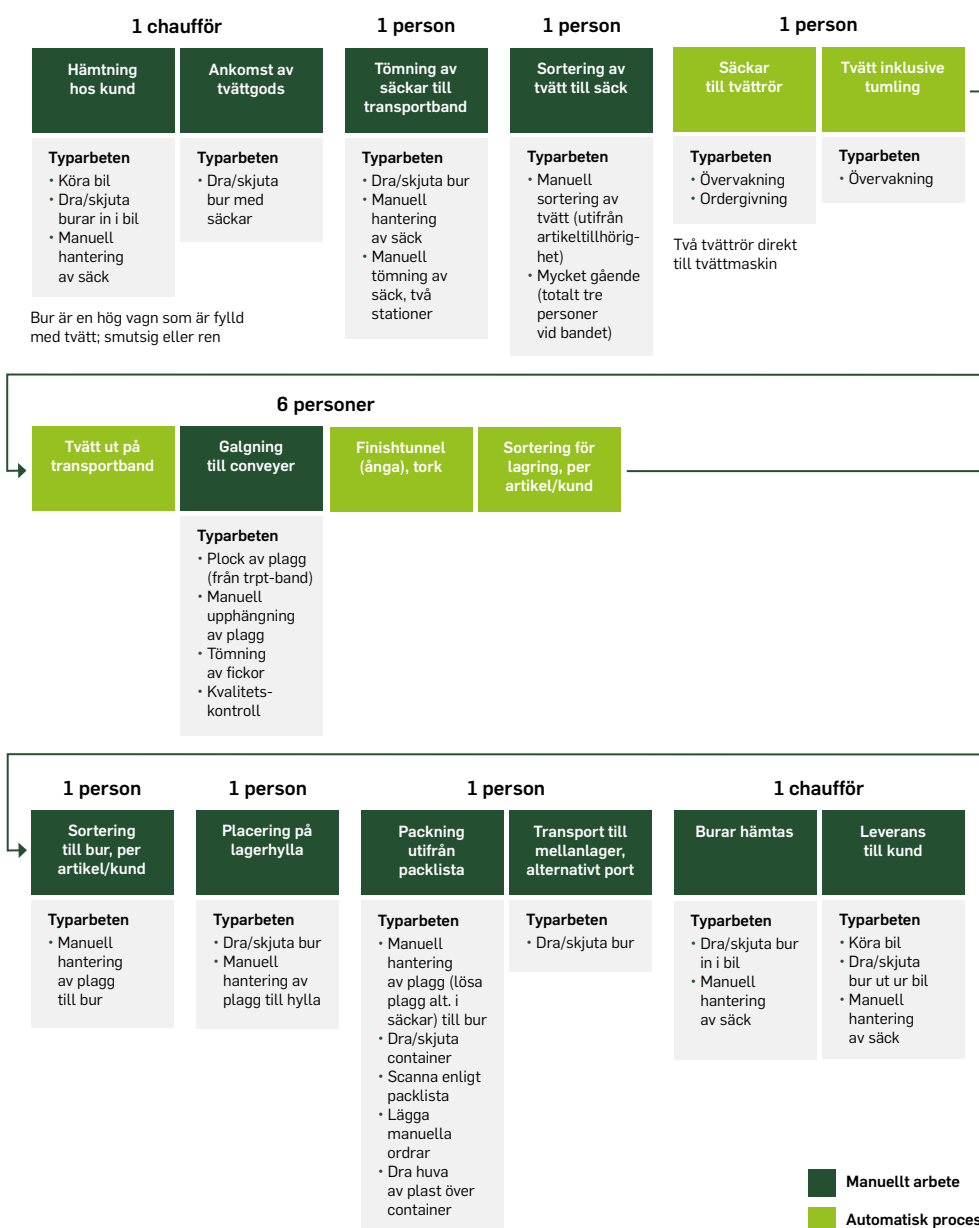 1 chaufför
Hämtning
hos kund
Typarbeten
• Köra bil
• Dra/skjuta
burar in i bil
• Manuell
hantering
av säck
Ankomst av
tvättgods
Typarbeten
• Dra/skjuta
bur med
säckar
Bur är en hög vagn som är fylld
med tvätt; smutsig eller ren
1 person
Tömning av
säckar till
transportband
Typarbeten
• Dra/skjuta bur
• Manuell
hantering
av säck
• Manuell
tömning av
säck, två
stationer
1 person
Sortering av
tvätt till säck
Typarbeten
• Manuell
sortering av
tvätt (utifrån
artikeltillhörig-
het)
• Mycket gående
(totalt tre
personer
vid bandet)
1 person
Säckar
till tvättrör
Typarbeten
• Övervakning
• Ordergivning
Två tvättrör direkt
till tvättmaskin
Tvätt inklusive
tumling
Typarbeten
• Övervakning
6 personer
Tvätt ut på
transportband
Galgning
till conveyer
Typarbeten
• Plock av plagg
(från trpt-band)
• Manuell
upphängning
av plagg
• Tömning
av fickor
• Kvalitets-
kontroll
Finishtunnel
(ånga), tork
Sortering för
lagring, per
artikel/kund
1 person
Sortering
till bur, per
artikel/kund
Typarbeten
• Manuell
hantering
av plagg
till bur
1 person
Placering på
lagerhylla
Typarbeten
• Dra/skjuta bur
• Manuell
hantering av
plagg till hylla
1 person
Packning
utifrån
packlista
Typarbeten
• Manuell
hantering
av plagg (lösa
plagg alt. i
säckar) till bur
• Dra/skjuta
container
• Scanna enligt
packlista
• Lägga
manuella
ordrar
• Dra huva
av plast över
container
Transport till
mellanlager,
alternativt port
Typarbeten
• Dra/skjuta bur
1 chaufför
Burar hämtas
Typarbeten
• Dra/skjuta bur
in i bil
• Manuell
hantering
av säck
Leverans
till kund
Typarbeten
• Köra bil
• Dra/skjuta
bur ut ur bil
• Manuell
hantering
av säck
Manuellt arbete
Automatisk proces